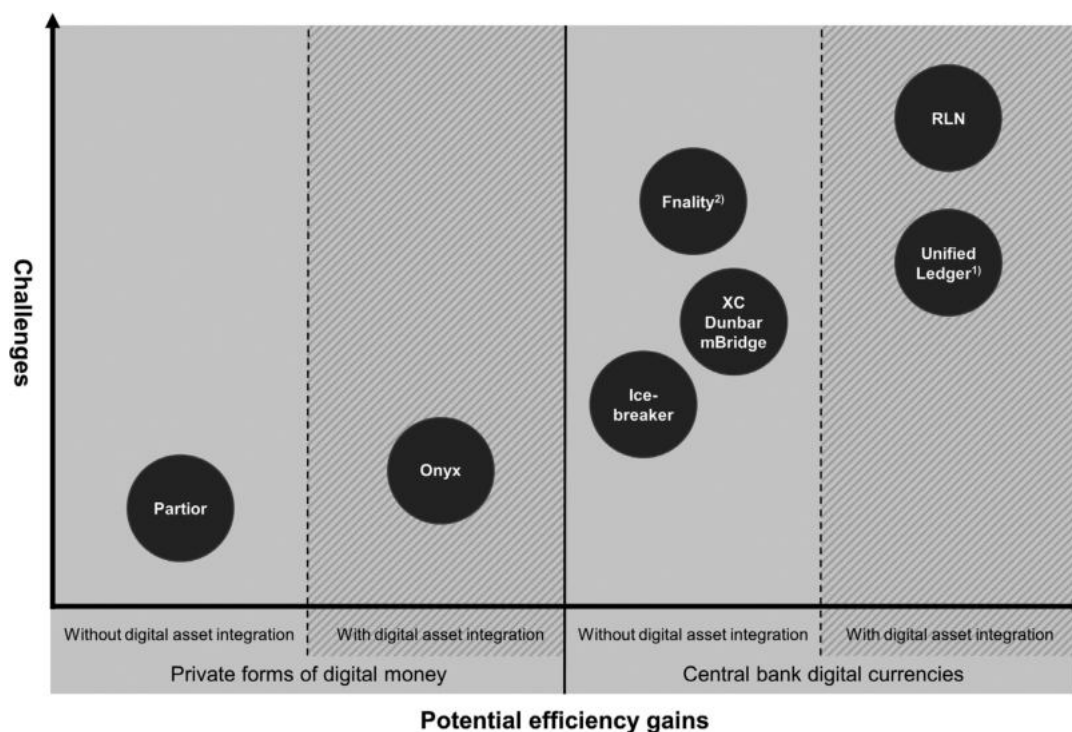 Challenges
RLN
Fnality²⁾
Unified
Ledger¹⁾
XC
Dunbar
mBridge
Ice-
breaker
Onyx
Partior
Without digital asset integration
With digital asset integration
Without digital asset integration
With digital asset integration
Private forms of digital money
Central bank digital currencies
Potential efficiency gains